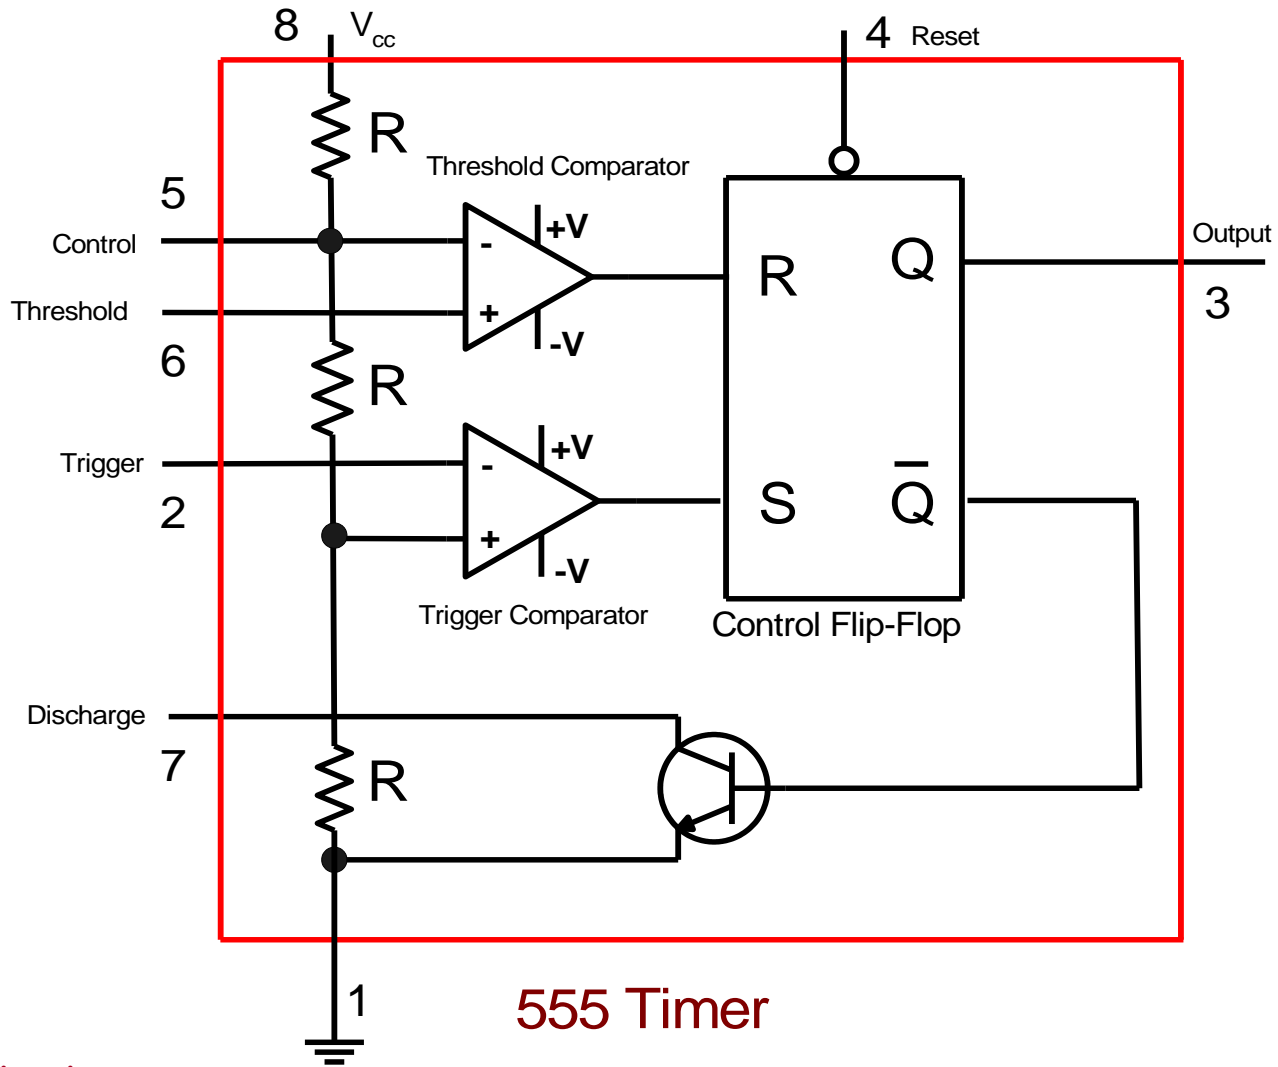 8 Vcc
4 Reset
R
Threshold Comparator
5
Control
- +V
Threshold
+ -V
6
R
R Q
Output
3
Trigger
- +V
2
+ -V
S Q̅
Trigger Comparator
Control Flip-Flop
Discharge
7
R
1
555 Timer